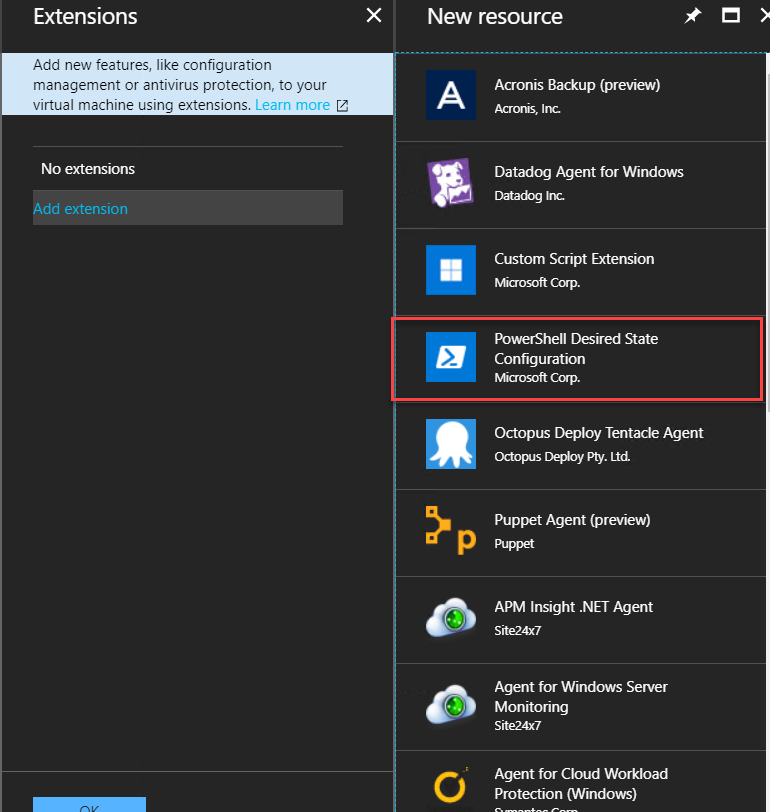 Extensions
Add new features, like configuration
management or antivirus protection, to your
virtual machine using extensions. Learn more
No extensions
Add extension
OK
New resource
Acronis Backup (preview)
Acronis, Inc.
Datadog Agent for Windows
Datadog Inc.
Custom Script Extension
Microsoft Corp.
PowerShell Desired State
Configuration
Microsoft Corp.
Octopus Deploy Tentacle Agent
Octopus Deploy Pty. Ltd.
Puppet Agent (preview)
Puppet
APM Insight .NET Agent
Site24x7
Agent for Windows Server
Monitoring
Site24x7
Agent for Cloud Workload
Protection (Windows)
Symantec Corp.